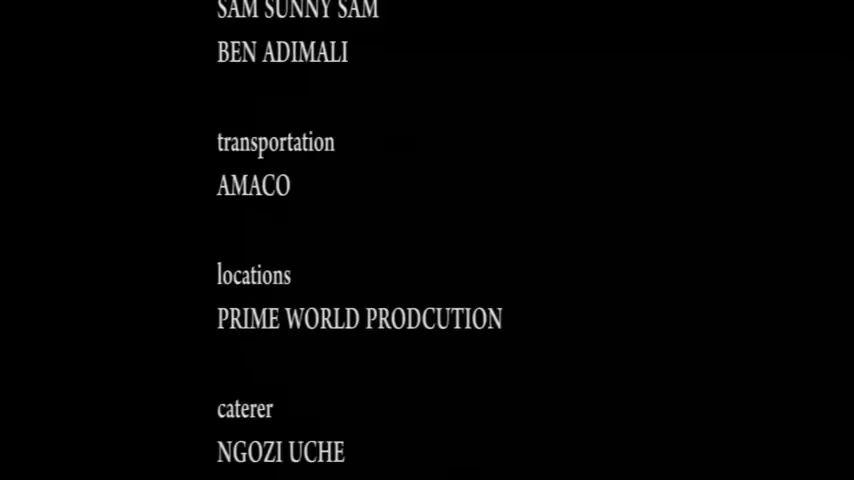 SAM SUNNY SAM
BEN ADIMALI
transportation
AMACO
locations
PRIME WORLD PRODCUTION
caterer
NGOZI UCHE